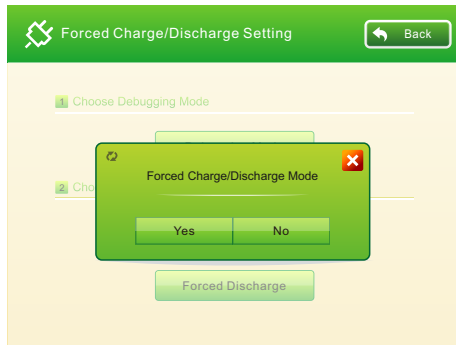 Forced Charge/Discharge Setting
Back
1 Choose Debugging Mode
Forced Charge/Discharge Mode
2 Cho
Yes
No
Forced Discharge